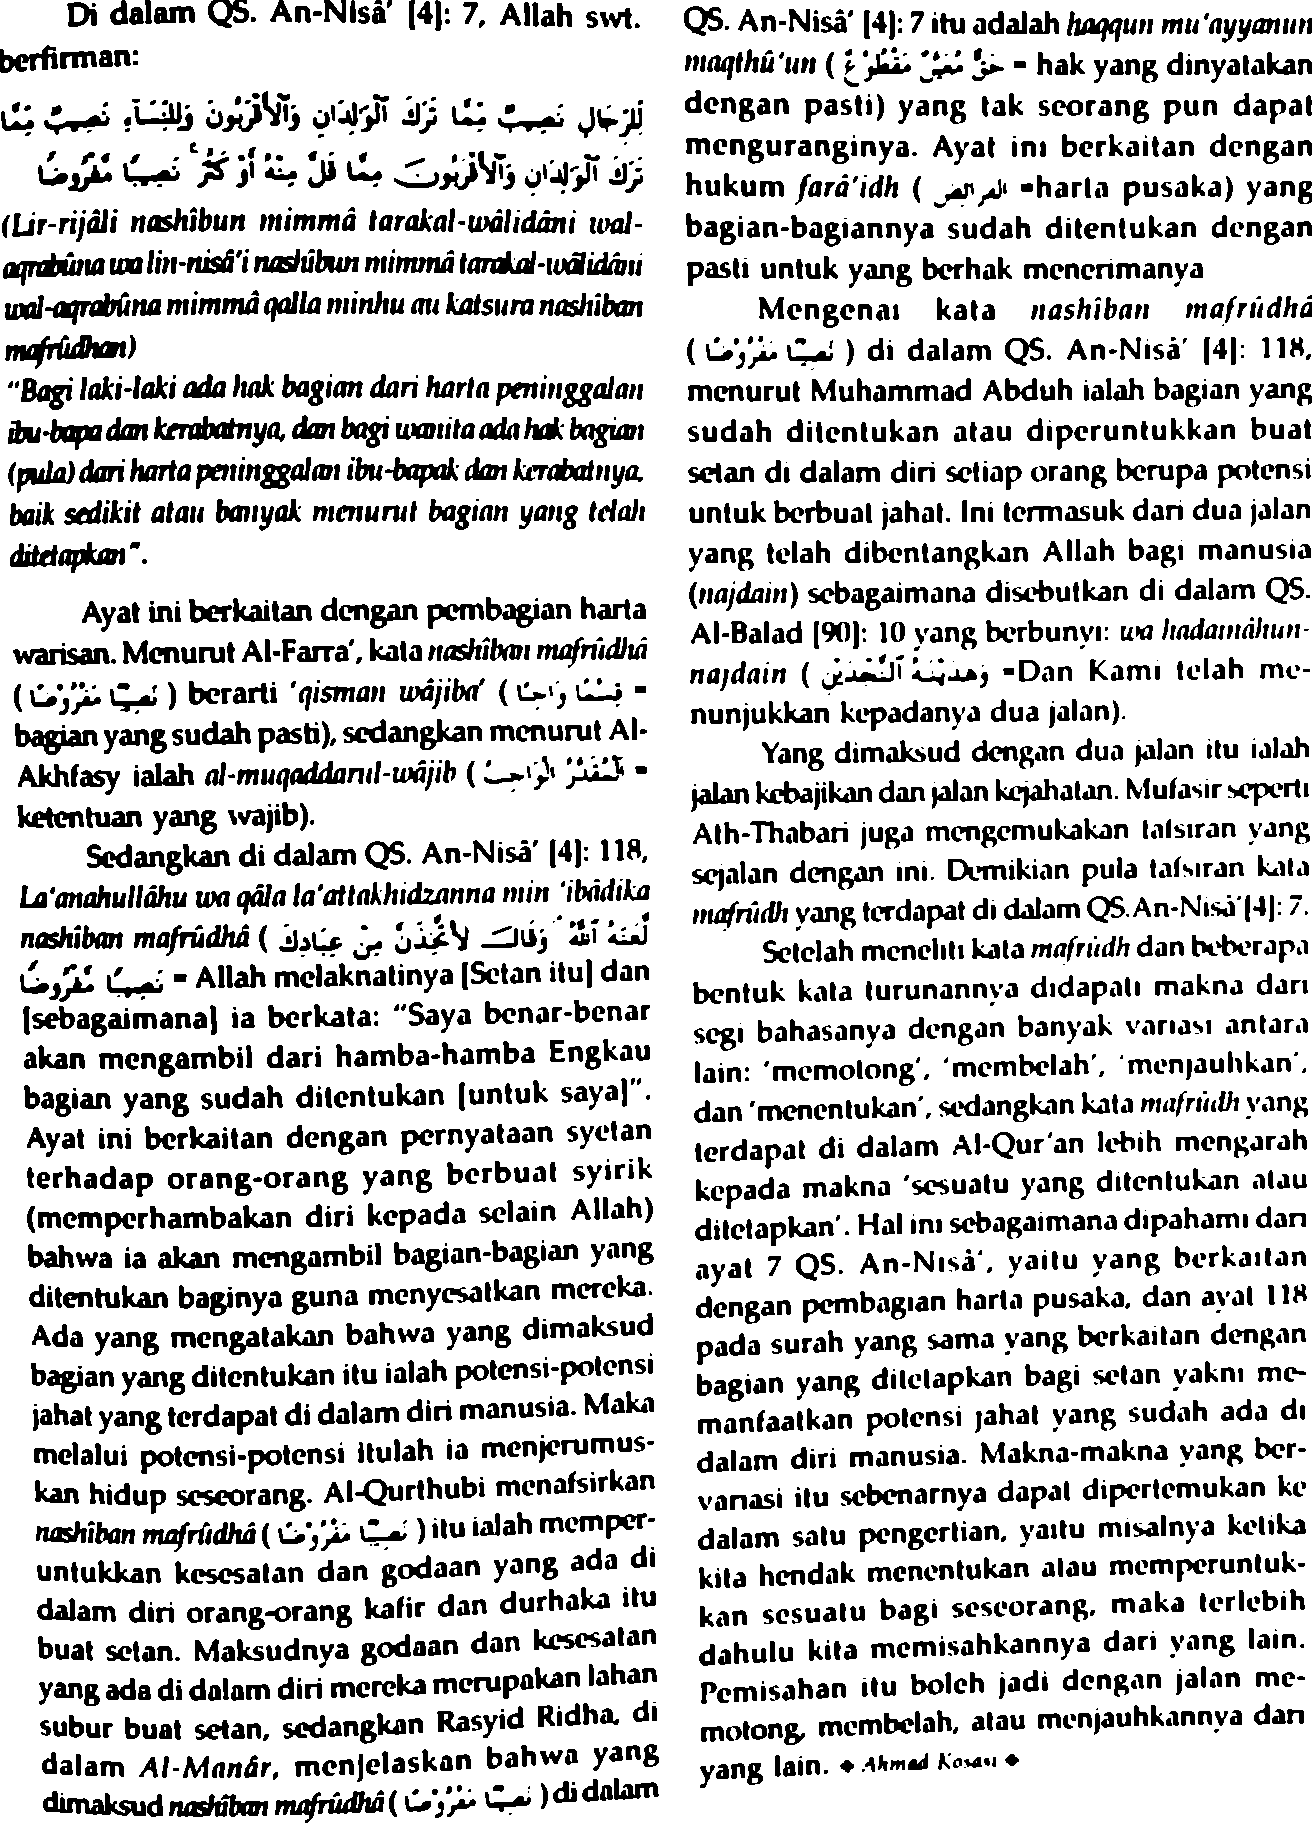 Di dalam QS. An-Nisâ' [4]: 7, Allah swt.
berfirman:
لِّلرِّجَالِ نَصِيبٌ مِّمَّا تَرَكَ ٱلْوَٰلِدَانِ وَٱلْأَقْرَبُونَ وَلِلنِّسَآءِ نَصِيبٌ مِّمَّا
تَرَكَ ٱلْوَٰلِدَانِ وَٱلْأَقْرَبُونَ مِمَّا قَلَّ مِنْهُ أَوْ كَثُرَ ۚ نَصِيبًا مَّفْرُوضًا
(Lir-rijâli nashîbun mimmâ tarakal-wâlidâni wal-
aqrabûna wa lin-nisâ'i nashîbun mimmâ tarakal-wâlidâni
wal-aqrabûna mimmâ qalla minhu au katsura nashîban
mafrûdhan)
"Bagi laki-laki ada hak bagian dari harta peninggalan
ibu-bapa dan kerabatnya, dan bagi wanita ada hak bagian
(pula) dari harta peninggalan ibu-bapak dan kerabatnya,
baik sedikit atau banyak menurut bagian yang telah
ditetapkan".
Ayat ini berkaitan dengan pembagian harta
warisan. Menurut Al-Farra', kata nashîban mafrûdhâ
( نَصِيبًا مَفْرُوْضًا ) berarti 'qisman wâjiba' ( قِسْمًا وَاجِبًا =
bagian yang sudah pasti), sedangkan menurut Al-
Akhfasy ialah al-muqaddarul-wâjib ( اَلْمُقَدَّرُ الْوَاجِبُ =
ketentuan yang wajib).
Sedangkan di dalam QS. An-Nisâ' [4]: 118,
La'anahullâhu wa qâla la'attakhidzanna min 'ibâdika
nashîban mafrûdhâ ( لَّعَنَهُ ٱللَّهُ ۘ وَقَالَ لَأَتَّخِذَنَّ مِنْ عِبَادِكَ
نَصِيبًا مَّفْرُوضًا = Allah melaknatinya [Setan itu] dan
[sebagaimana] ia berkata: "Saya benar-benar
akan mengambil dari hamba-hamba Engkau
bagian yang sudah ditentukan [untuk saya]".
Ayat ini berkaitan dengan pernyataan syetan
terhadap orang-orang yang berbuat syirik
(memperhambakan diri kepada selain Allah)
bahwa ia akan mengambil bagian-bagian yang
ditentukan baginya guna menyesatkan mereka.
Ada yang mengatakan bahwa yang dimaksud
bagian yang ditentukan itu ialah potensi-potensi
jahat yang terdapat di dalam diri manusia. Maka
melalui potensi-potensi itulah ia menjerumus-
kan hidup seseorang. Al-Qurthubi menafsirkan
nashîban mafrûdhâ ( نَصِيبًا مَفْرُوْضًا ) itu ialah memper-
untukkan kesesatan dan godaan yang ada di
dalam diri orang-orang kafir dan durhaka itu
buat setan. Maksudnya godaan dan kesesatan
yang ada di dalam diri mereka merupakan lahan
subur buat setan, sedangkan Rasyid Ridha, di
dalam Al-Manâr, menjelaskan bahwa yang
dimaksud nashîban mafrûdhâ ( نَصِيبًا مَفْرُوْضًا ) di dalam
QS. An-Nisâ' [4]: 7 itu adalah haqqun mu'ayyanun
maqthû'un ( حَقٌّ مُعَيَّنٌ مَقْطُوْعٌ = hak yang dinyatakan
dengan pasti) yang tak seorang pun dapat
menguranginya. Ayat ini berkaitan dengan
hukum farâ'idh ( الفرائض =harta pusaka) yang
bagian-bagiannya sudah ditentukan dengan
pasti untuk yang berhak menerimanya
Mengenai kata nashîban mafrûdhâ
( نَصِيبًا مَفْرُوْضًا ) di dalam QS. An-Nisâ' [4]: 118,
menurut Muhammad Abduh ialah bagian yang
sudah ditentukan atau diperuntukkan buat
setan di dalam diri setiap orang berupa potensi
untuk berbuat jahat. Ini termasuk dari dua jalan
yang telah dibentangkan Allah bagi manusia
(najdain) sebagaimana disebutkan di dalam QS.
Al-Balad [90]: 10 yang berbunyi: wa hadainâhun-
najdain ( وَهَدَيْنَٰهُ ٱلنَّجْدَيْنِ =Dan Kami telah me-
nunjukkan kepadanya dua jalan).
Yang dimaksud dengan dua jalan itu ialah
jalan kebajikan dan jalan kejahatan. Mufasir seperti
Ath-Thabari juga mengemukakan tafsiran yang
sejalan dengan ini. Demikian pula tafsiran kata
mafrûdh yang terdapat di dalam QS.An-Nisâ'[4]: 7.
Setelah meneliti kata mafrûdh dan beberapa
bentuk kata turunannya didapati makna dari
segi bahasanya dengan banyak variasi antara
lain: 'memotong', 'membelah', 'menjauhkan',
dan 'menentukan', sedangkan kata mafrûdh yang
terdapat di dalam Al-Qur'an lebih mengarah
kepada makna 'sesuatu yang ditentukan atau
ditetapkan'. Hal ini sebagaimana dipahami dari
ayat 7 QS. An-Nisâ', yaitu yang berkaitan
dengan pembagian harta pusaka, dan ayat 118
pada surah yang sama yang berkaitan dengan
bagian yang ditetapkan bagi setan yakni me-
manfaatkan potensi jahat yang sudah ada di
dalam diri manusia. Makna-makna yang ber-
variasi itu sebenarnya dapat dipertemukan ke
dalam satu pengertian, yaitu misalnya ketika
kita hendak menentukan atau memperuntuk-
kan sesuatu bagi seseorang, maka terlebih
dahulu kita memisahkannya dari yang lain.
Pemisahan itu boleh jadi dengan jalan me-
motong, membelah, atau menjauhkannya dari
yang lain. ◆ Ahmad Kosasi ◆